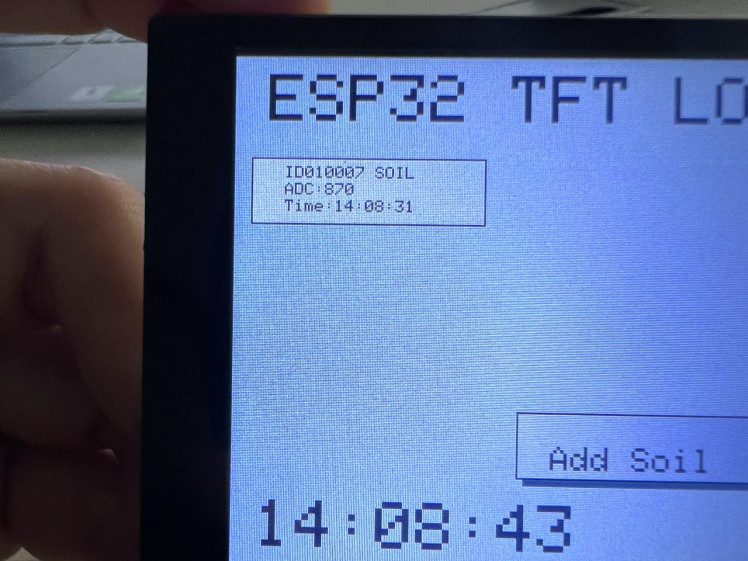 ESP32 TFT LO
ID010007 SOIL
ADC:870
Time:14:08:31
Add Soil
14:08:43